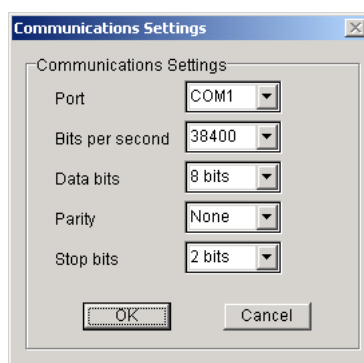 Communications Settings
Communications Settings
Port COM1
Bits per second 38400
Data bits 8 bits
Parity None
Stop bits 2 bits
OK Cancel